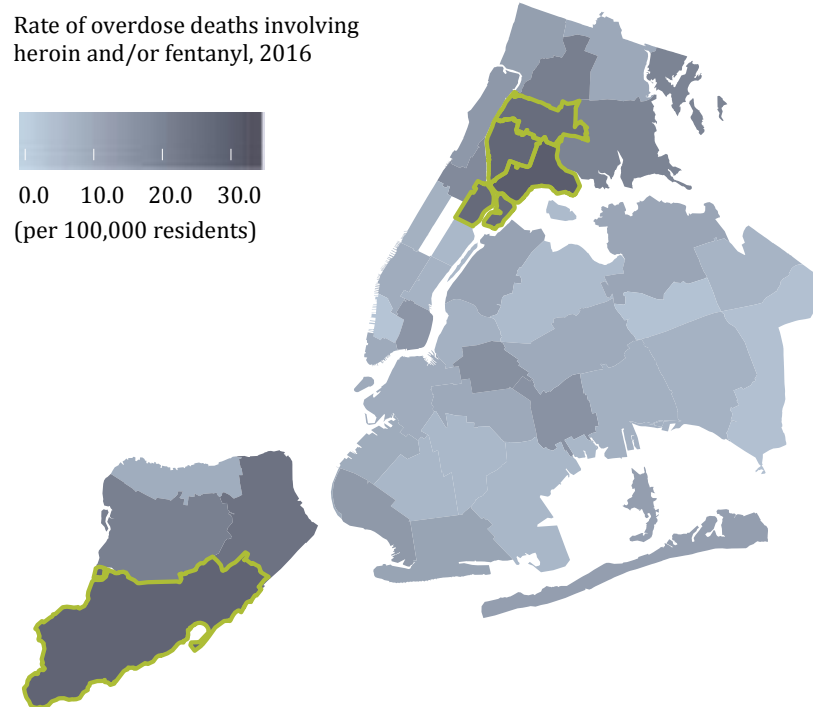 Rate of overdose deaths involving
heroin and/or fentanyl, 2016
0.0 10.0 20.0 30.0
(per 100,000 residents)